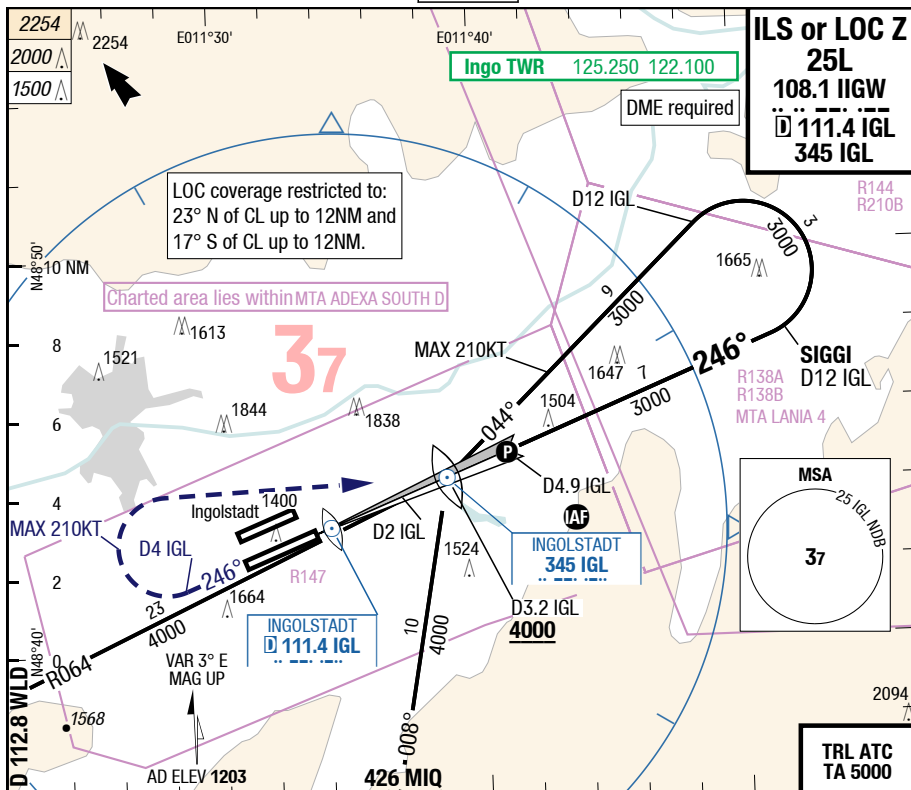 2254
2000
1500
2254
E011°30'
E011°40'
Ingo TWR 125.250 122.100
DME required
ILS or LOC Z
25L
108.1 IIGW
D 111.4 IGL
345 IGL
R144
R210B
LOC coverage restricted to:
23° N of CL up to 12NM and
17° S of CL up to 12NM.
D12 IGL
3
3000
1665
N48°50'
10 NM
Charted area lies within MTA ADEXA SOUTH D
9
3000
1613
37
8
1521
MAX 210KT
246°
SIGGI
D12 IGL
1647
7
3000
R138A
R138B
MTA LANIA 4
1844
1838
1504
6
044°
P
D4.9 IGL
MSA
25 IGL NDB
37
4
1400
Ingolstadt
IAF
MAX 210KT
D4 IGL
D2 IGL
INGOLSTADT
345 IGL
1524
246°
R147
2
23
4000
1664
D3.2 IGL
4000
INGOLSTADT
D 111.4 IGL
10
4000
N48°40'
0
R064
VAR 3° E
MAG UP
D 112.8 WLD
1568
008°
2094
AD ELEV 1203
426 MIQ
TRL ATC
TA 5000